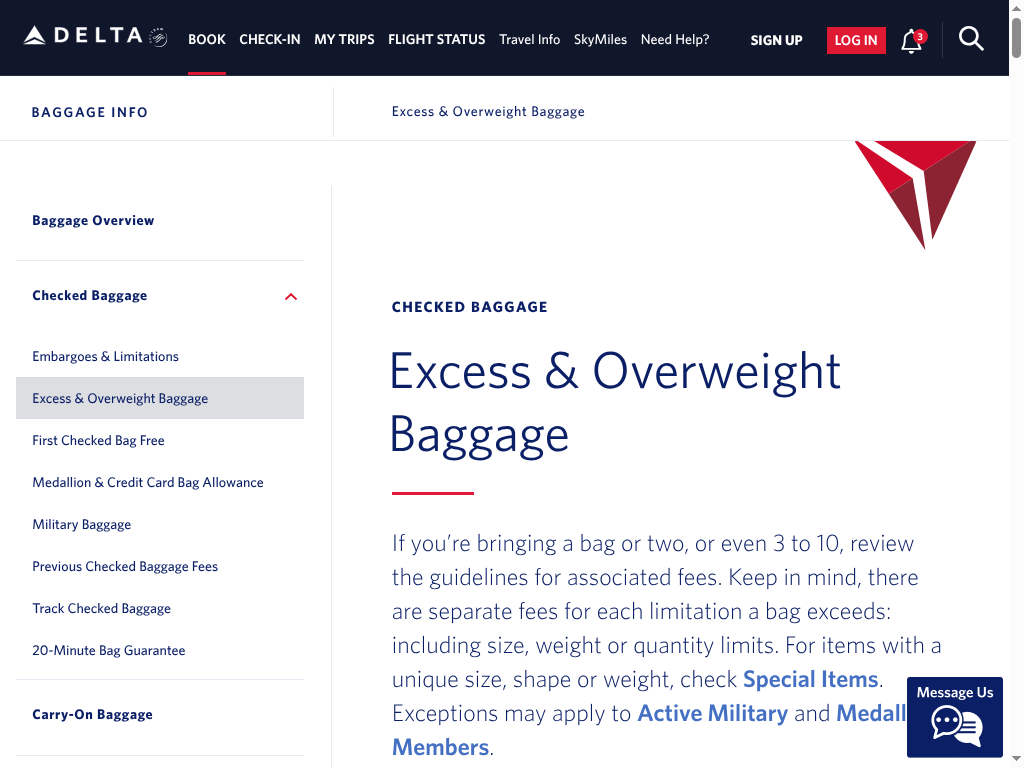 DELTA
BOOK CHECK-IN MY TRIPS FLIGHT STATUS Travel Info SkyMiles Need Help? SIGN UP LOG IN 3
BAGGAGE INFO
Excess & Overweight Baggage
Baggage Overview
Checked Baggage
Embargoes & Limitations
Excess & Overweight Baggage
First Checked Bag Free
Medallion & Credit Card Bag Allowance
Military Baggage
Previous Checked Baggage Fees
Track Checked Baggage
20-Minute Bag Guarantee
Carry-On Baggage
CHECKED BAGGAGE
Excess & Overweight
Baggage
If you’re bringing a bag or two, or even 3 to 10, review
the guidelines for associated fees. Keep in mind, there
are separate fees for each limitation a bag exceeds:
including size, weight or quantity limits. For items with a
unique size, shape or weight, check Special Items.
Exceptions may apply to Active Military and Medall
Members.
Message Us